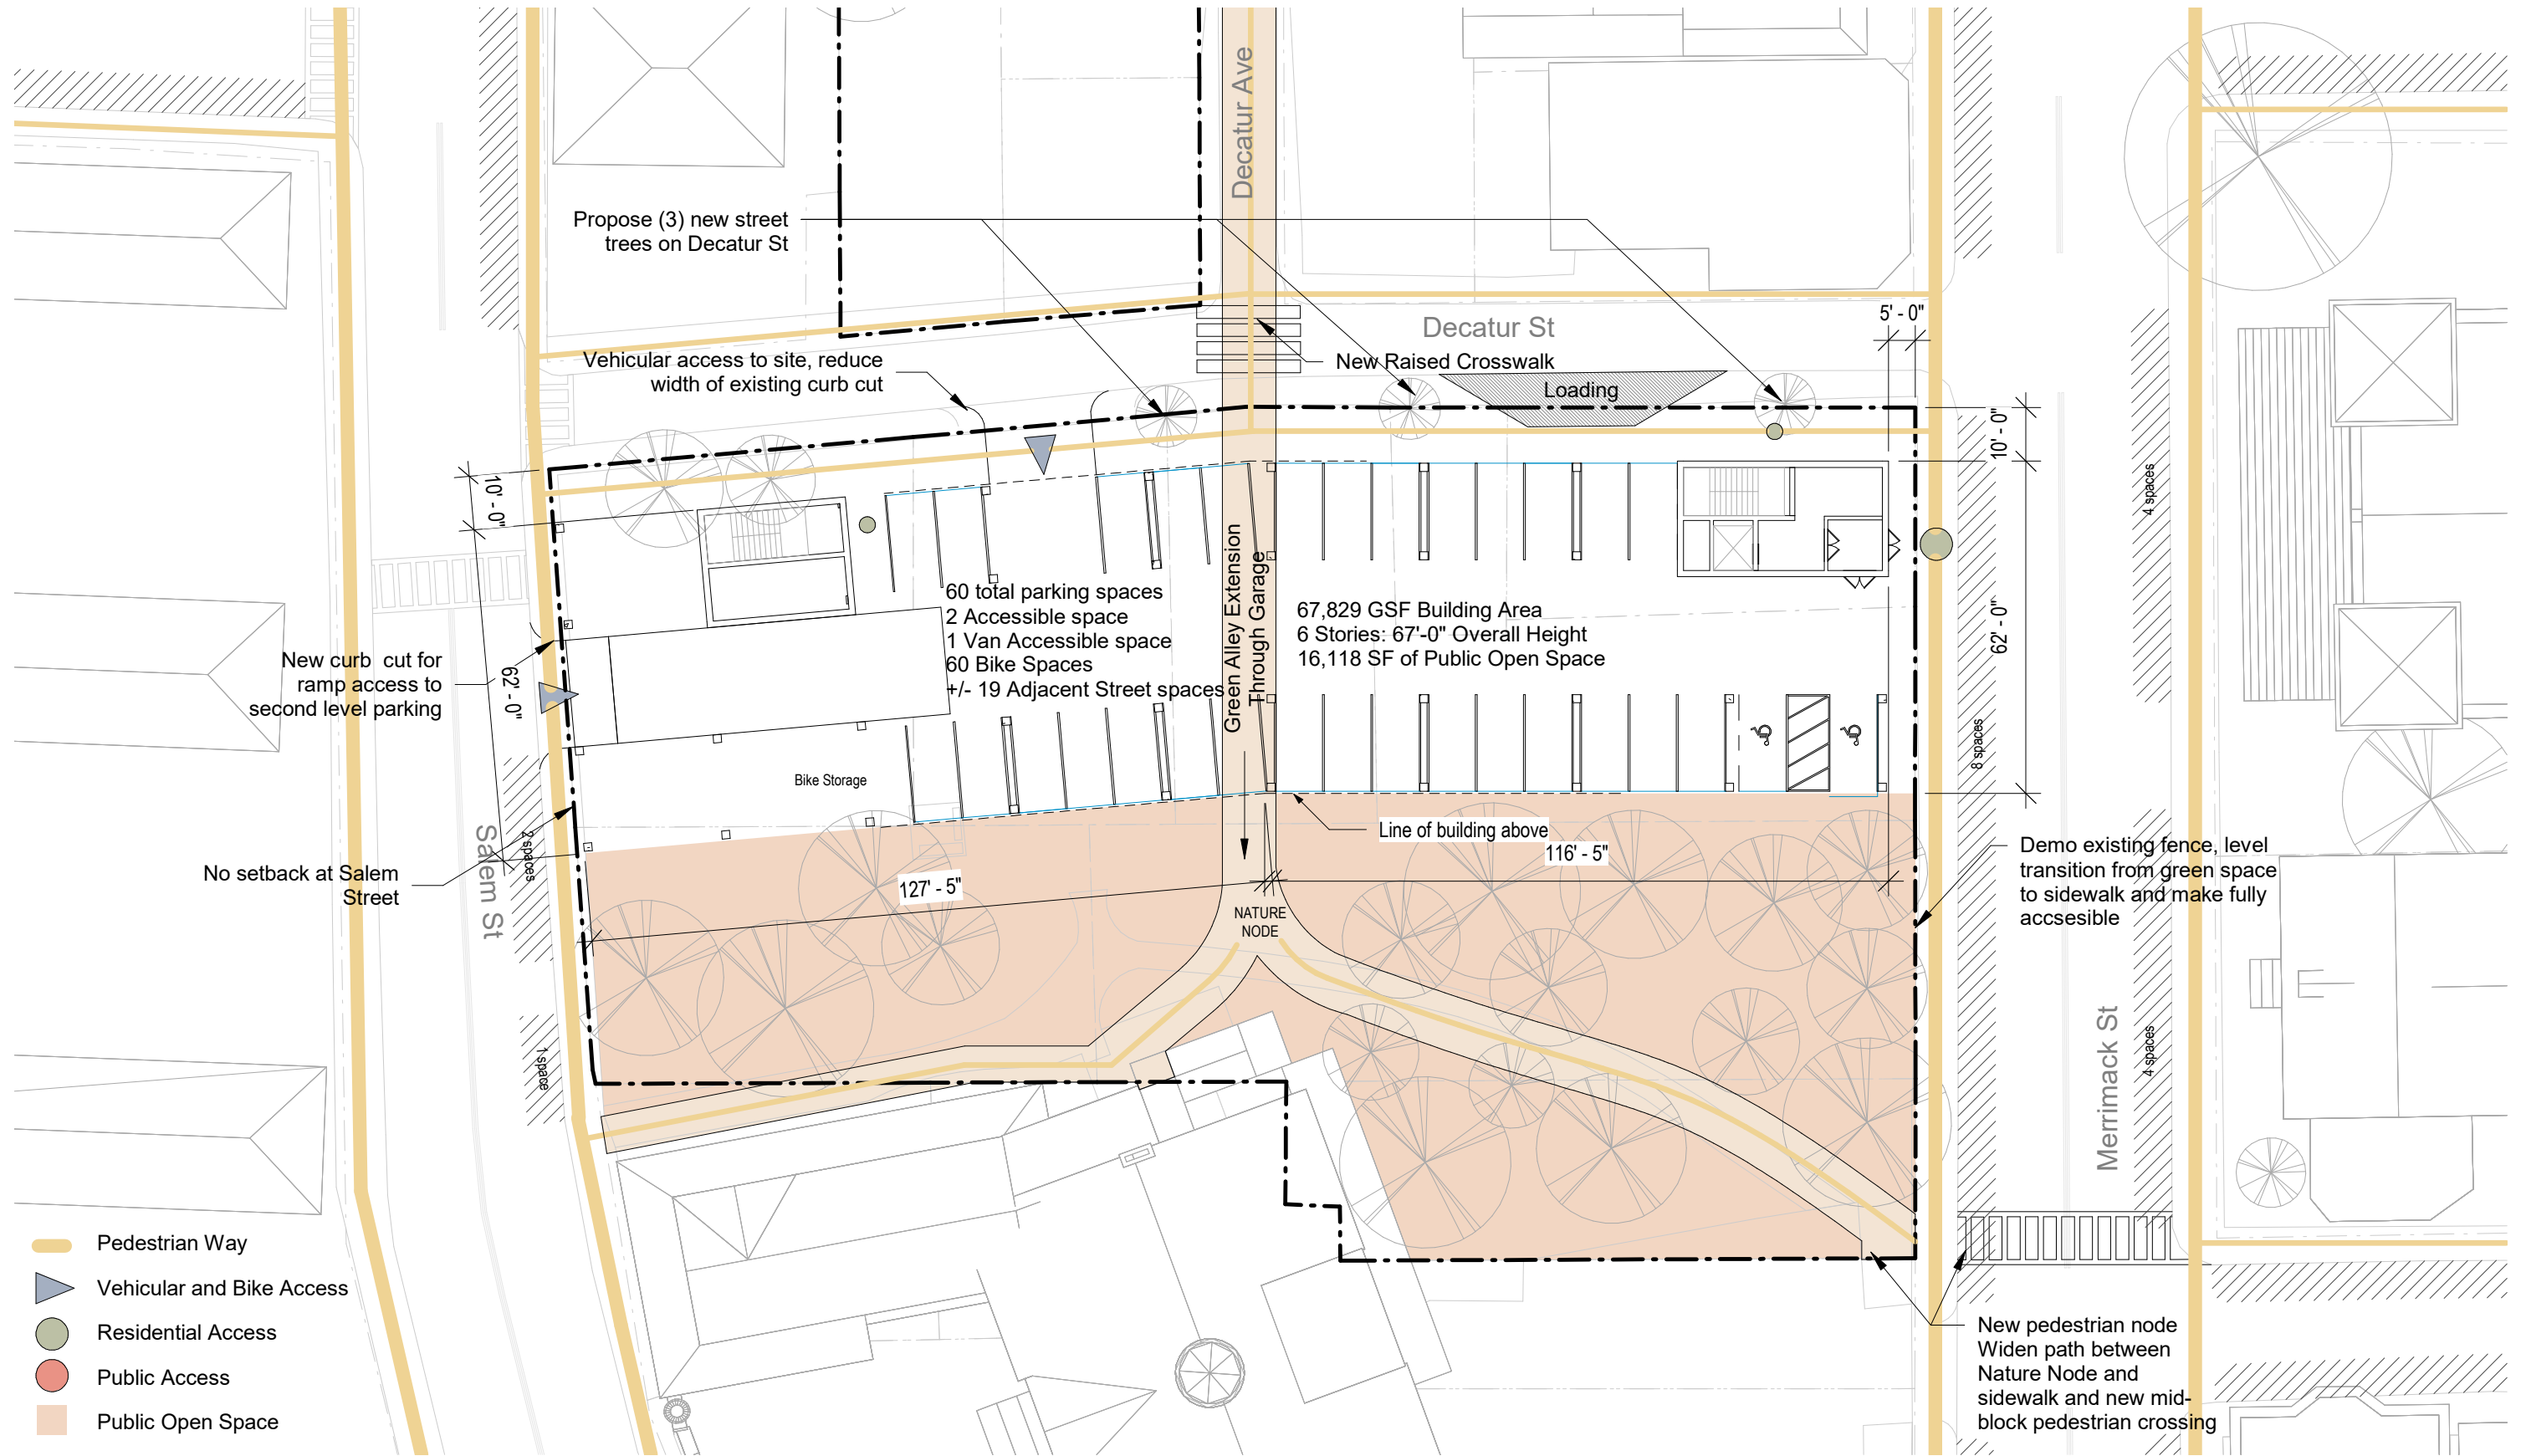 Decatur Ave
Propose (3) new street
trees on Decatur St
Decatur St
5' - 0"
Vehicular access to site, reduce
width of existing curb cut
New Raised Crosswalk
Loading
10' - 0"
10' - 0"
4 spaces
Green Alley Extension
Through Garage
60 total parking spaces
2 Accessible space
1 Van Accessible space
60 Bike Spaces
+/- 19 Adjacent Street spaces
67,829 GSF Building Area
6 Stories: 67'-0" Overall Height
16,118 SF of Public Open Space
62' - 0"
New curb cut for
ramp access to
second level parking
62' - 0"
8 spaces
Bike Storage
Line of building above
116' - 5"
127' - 5"
Salem St
2 spaces
No setback at Salem
Street
NATURE
NODE
Demo existing fence, level
transition from green space
to sidewalk and make fully
accsesible
1 space
Merrimack St
4 spaces
Pedestrian Way
Vehicular and Bike Access
Residential Access
Public Access
Public Open Space
New pedestrian node
Widen path between
Nature Node and
sidewalk and new mid-
block pedestrian crossing